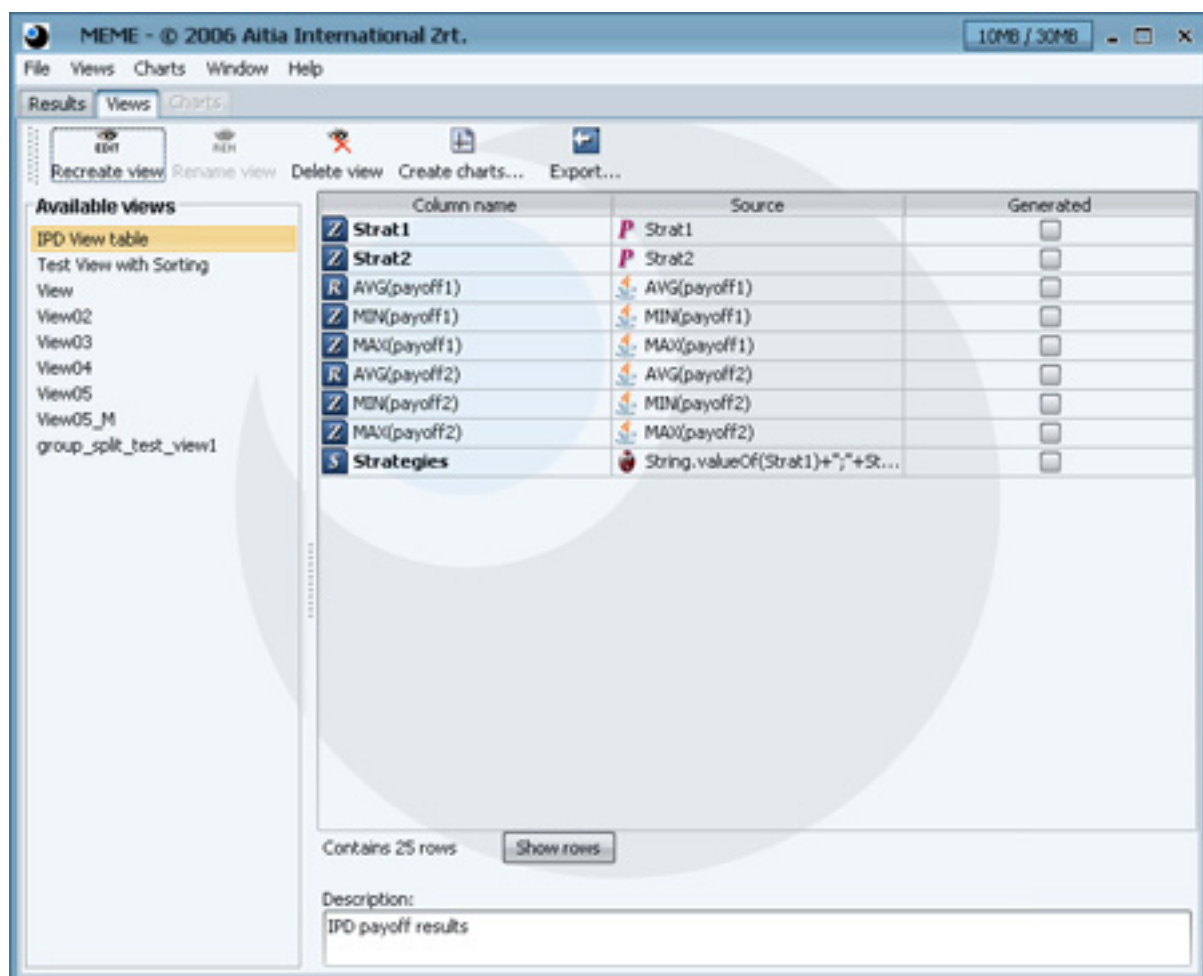 MEME - © 2006 Aitia International Zrt. 10MB / 30MB
File Views Charts Window Help
Results Views Charts
EDIT REN
Recreate view Rename view Delete view Create charts... Export...
Available views
IPD View table
Test View with Sorting
View
View02
View03
View04
View05
View05_M
group_split_test_view1
Column name Source Generated
Z Strat1 P Strat1
Z Strat2 P Strat2
R AVG(payoff1) AVG(payoff1)
Z MIN(payoff1) MIN(payoff1)
Z MAX(payoff1) MAX(payoff1)
R AVG(payoff2) AVG(payoff2)
Z MIN(payoff2) MIN(payoff2)
Z MAX(payoff2) MAX(payoff2)
S Strategies String.valueOf(Strat1)+";"+St...
Contains 25 rows Show rows
Description:
IPD payoff results